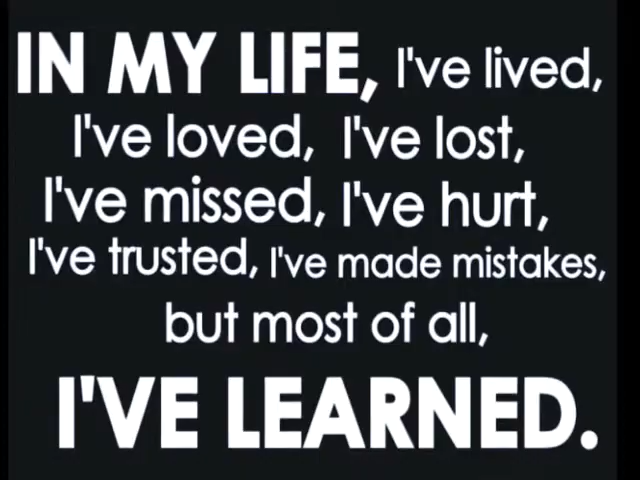 IN MY LIFE, I've lived,
I've loved, I've lost,
I've missed, I've hurt,
I've trusted, I've made mistakes,
but most of all,
I'VE LEARNED.